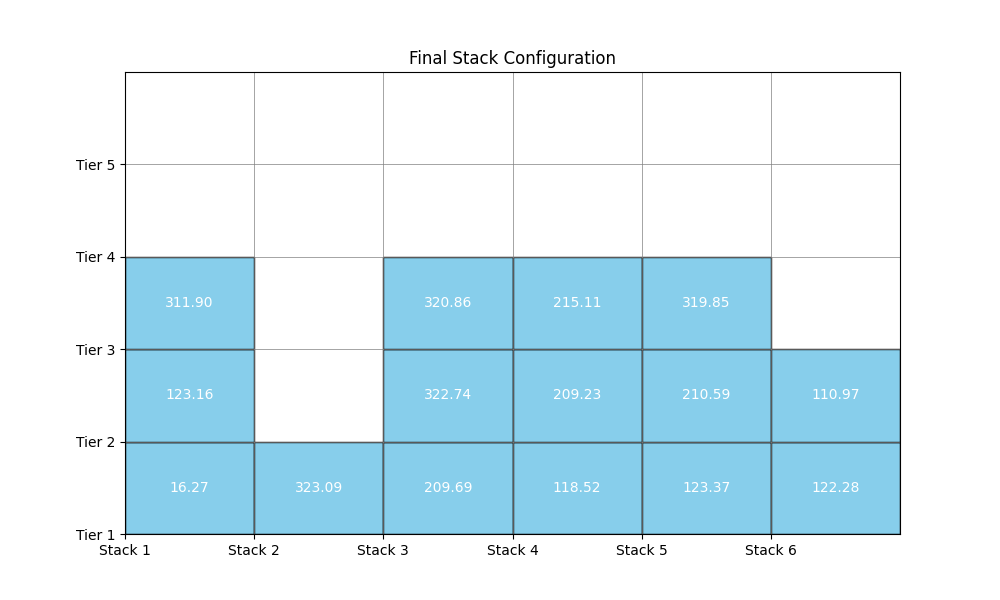 Final Stack Configuration
Tier 5
Tier 4
311.90 320.86 215.11 319.85
Tier 3
123.16 322.74 209.23 210.59 110.97
Tier 2
16.27 323.09 209.69 118.52 123.37 122.28
Tier 1
Stack 1 Stack 2 Stack 3 Stack 4 Stack 5 Stack 6